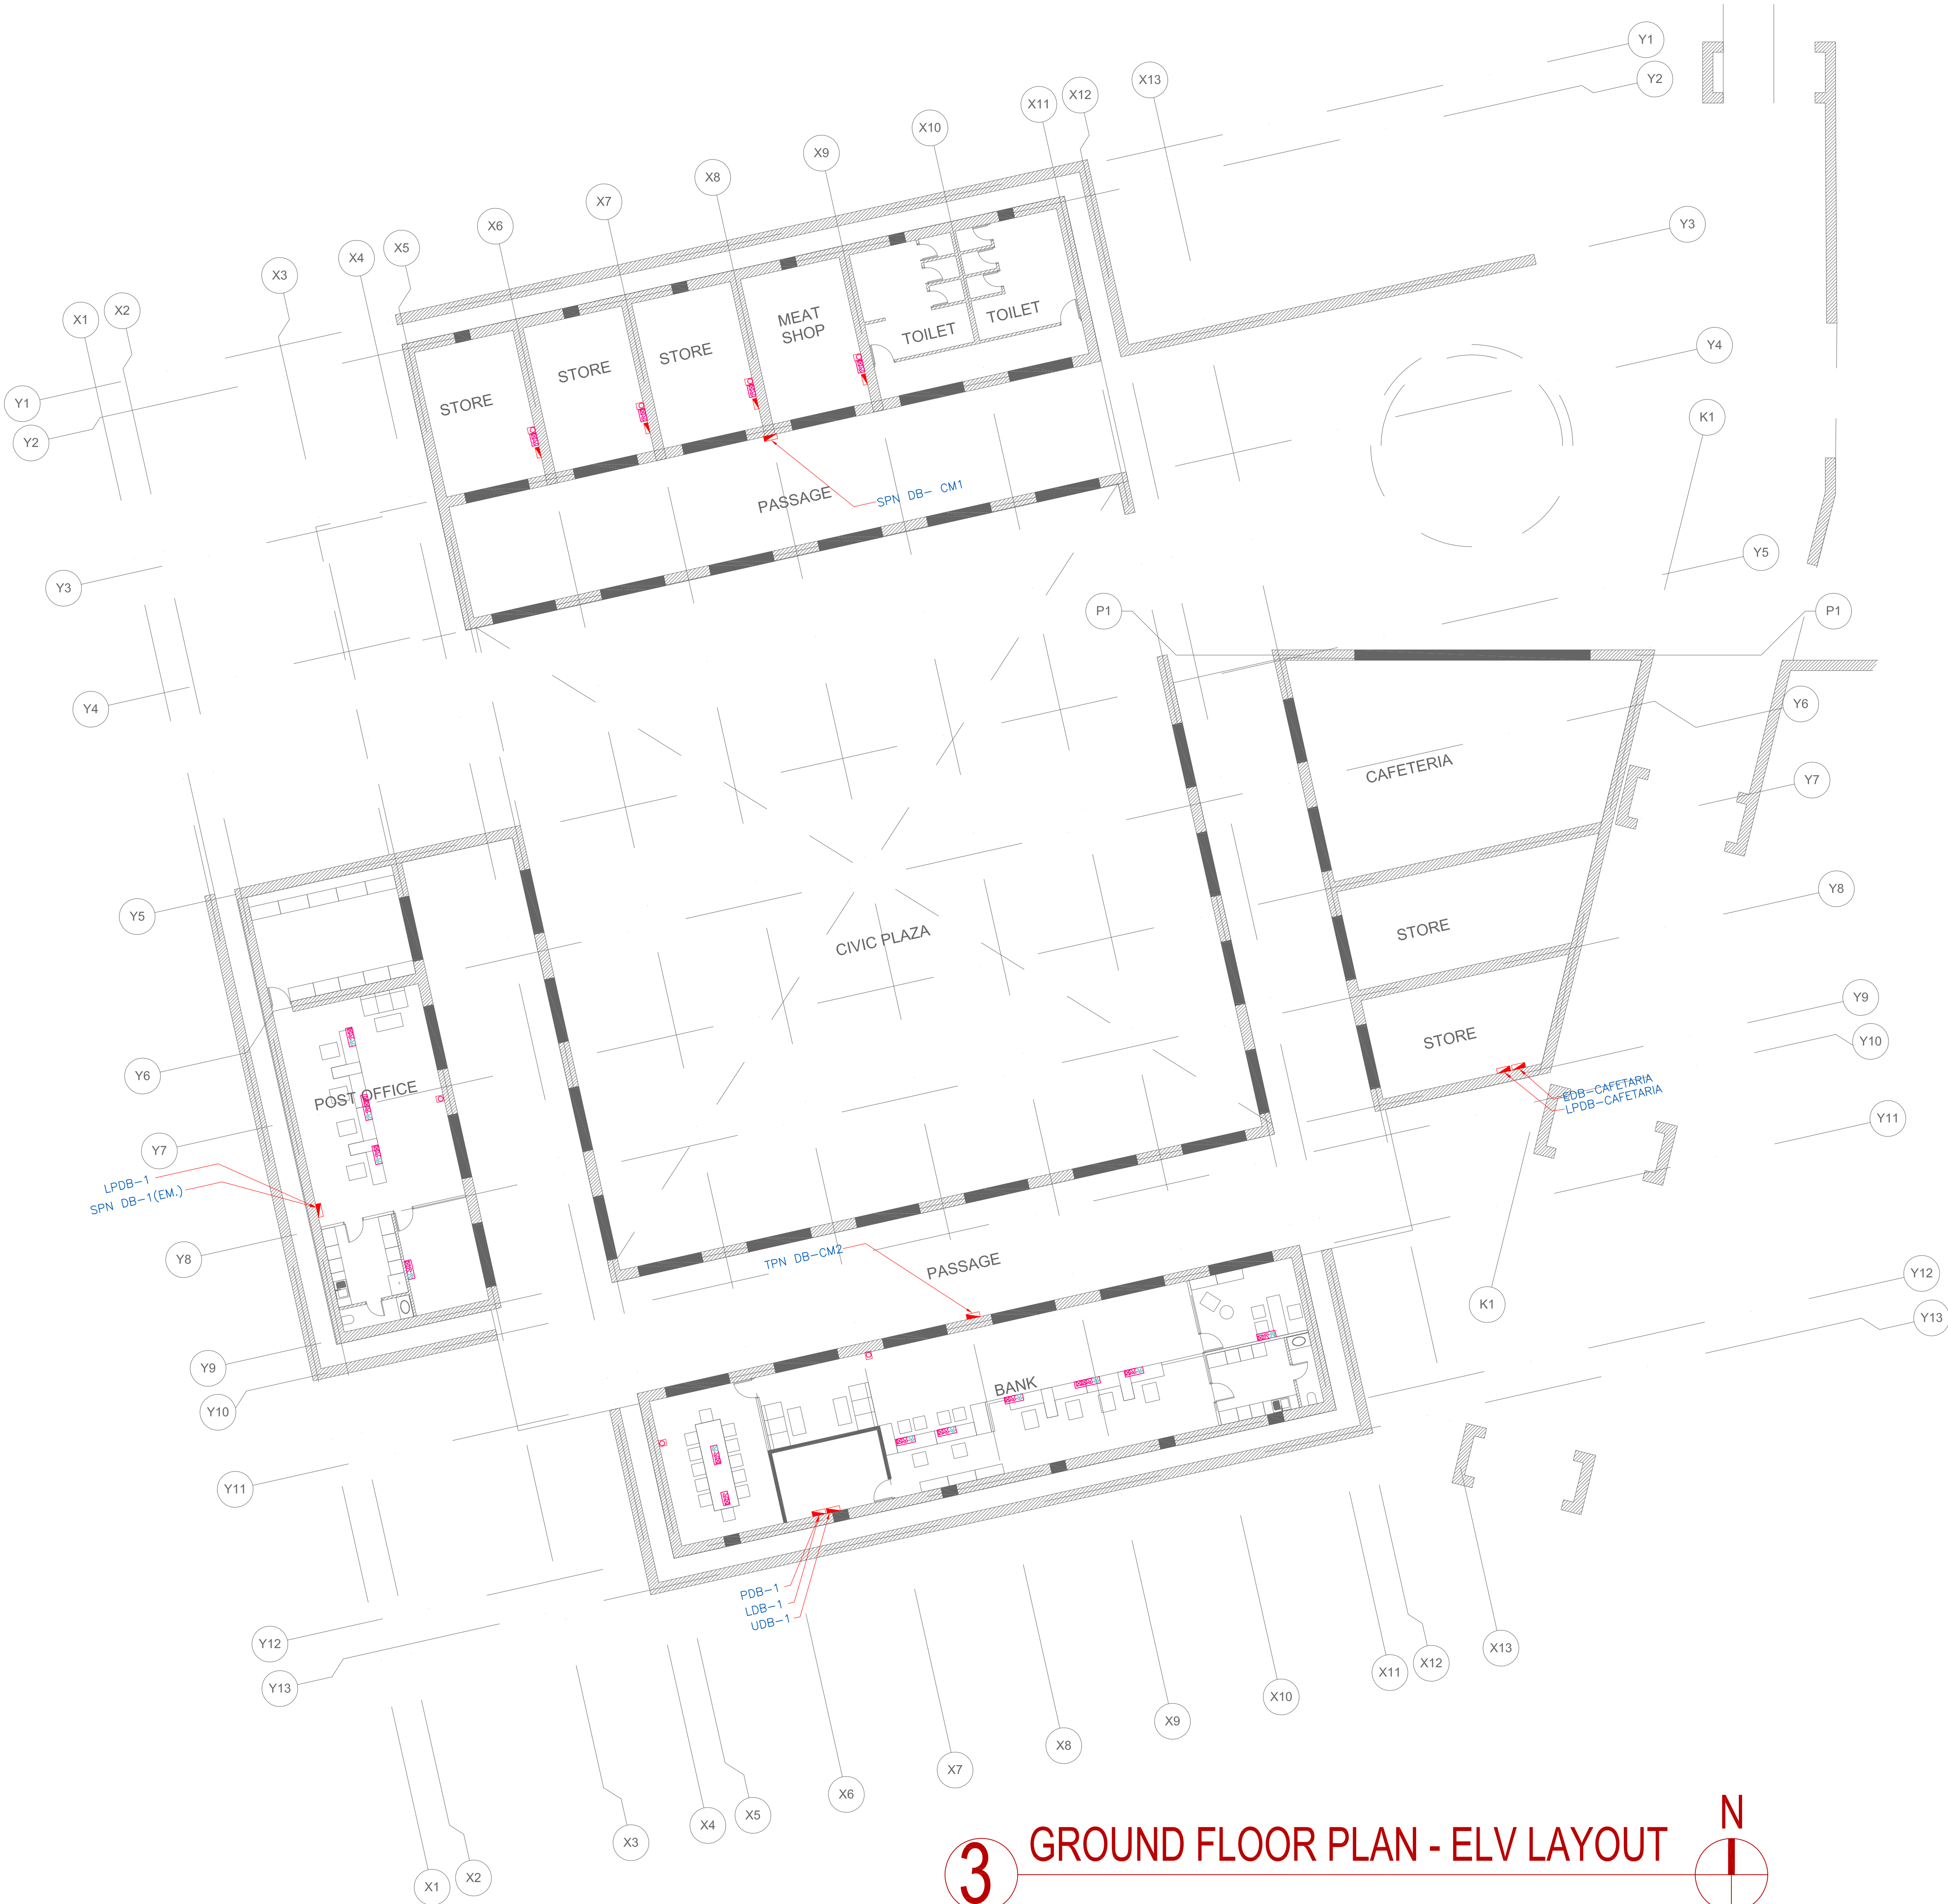 Y1
Y2
X13
X12
X11
X10
X9
X8
X7
X6
X5
X4
X3
X2
X1
Y3
Y4
K1
Y5
P1
P1
Y6
Y7
Y8
Y9
Y10
Y11
Y12
Y13
Y1
Y2
Y3
Y4
Y5
Y6
Y7
Y8
Y9
Y10
Y11
Y12
Y13
MEAT
SHOP
TOILET
TOILET
STORE
STORE
STORE
PASSAGE
SPN DB- CM1
CAFETERIA
CIVIC PLAZA
STORE
STORE
EDB-CAFETARIA
LPDB-CAFETARIA
POST OFFICE
LPDB-1
SPN DB-1(EM.)
TPN DB-CM2
PASSAGE
BANK
K1
PDB-1
LDB-1
UDB-1
X13
X12
X11
X10
X9
X8
X7
X6
X5
X4
X3
X2
X1
3
GROUND FLOOR PLAN - ELV LAYOUT
N